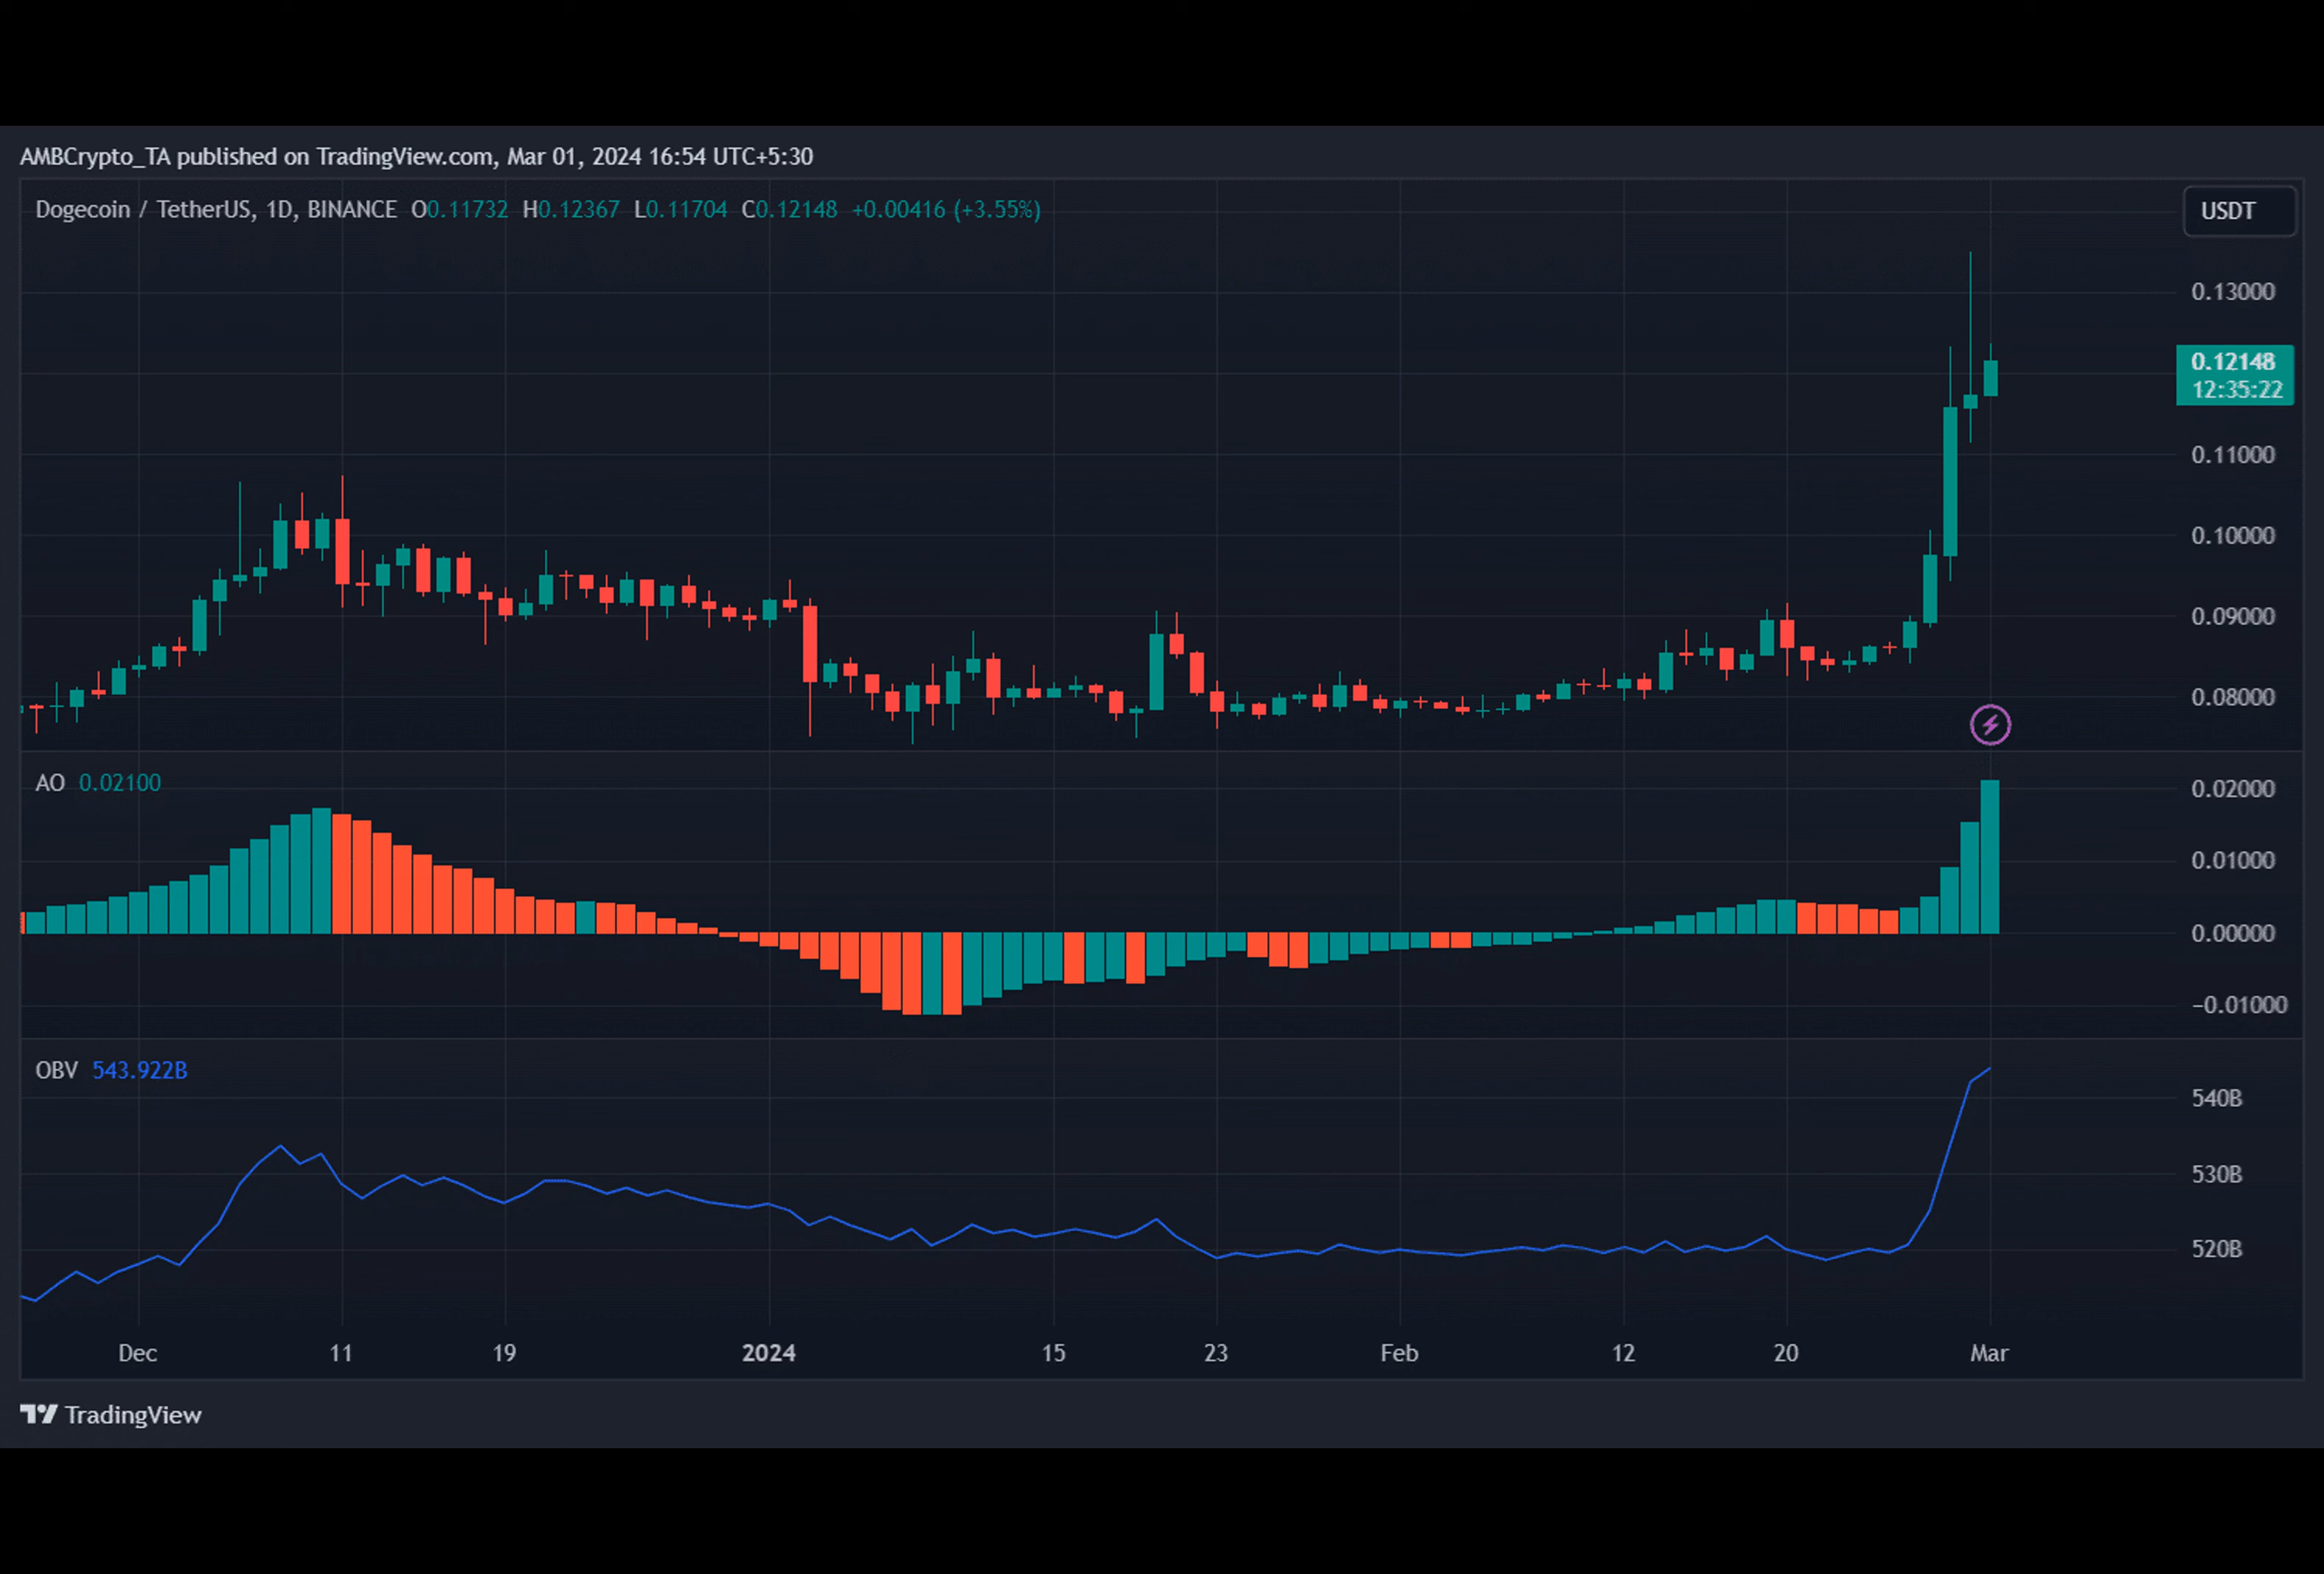 AMBCrypto_TA published on TradingView.com, Mar 01, 2024 16:54 UTC+5:30
Dogecoin / TetherUS, 1D, BINANCE O0.11732 H0.12367 L0.11704 C0.12148 +0.00416 (+3.55%)
USDT
0.13000
0.12148
12:35:22
0.11000
0.10000
0.09000
0.08000
AO 0.02100
0.02000
0.01000
0.00000
−0.01000
OBV 543.922B
540B
530B
520B
Dec 11 19 2024 15 23 Feb 12 20 Mar
TradingView